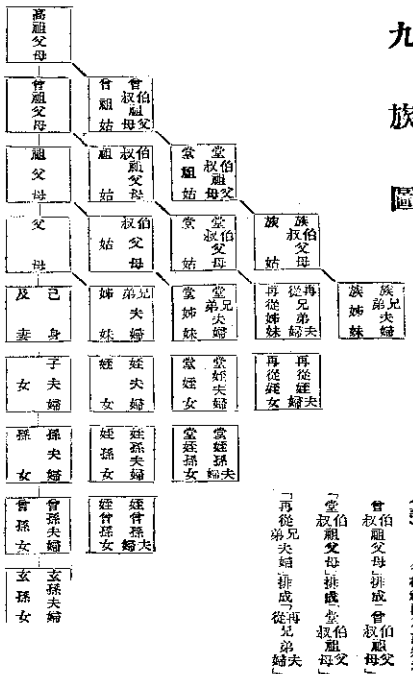 九族圖
高祖父母
曾祖父母
曾伯叔祖父母
曾祖姑
祖父母
伯叔祖父母
祖姑
堂伯叔祖父母
堂祖姑
父母
伯叔父母
姑
堂伯叔父母
堂姑
族伯叔父母
族姑
己身
及妻
兄弟夫婦
姊妹
堂兄弟夫婦
堂姊妹
再從兄弟夫婦
再從姊妹
族兄弟夫婦
族姊妹
子夫婦
女
姪夫婦
姪女
堂姪夫婦
堂姪女
再從姪夫婦
再從姪女
孫夫婦
孫女
姪孫夫婦
姪孫女
堂姪孫夫婦
堂姪孫女
曾孫夫婦
曾孫女
姪曾孫夫婦
姪曾孫女
玄孫夫婦
玄孫女
曾伯叔祖父母」排成「曾伯叔祖父母
「堂伯叔祖父母」排成「堂伯叔祖父母
「再從兄弟夫婦」排成「再從兄弟夫婦」